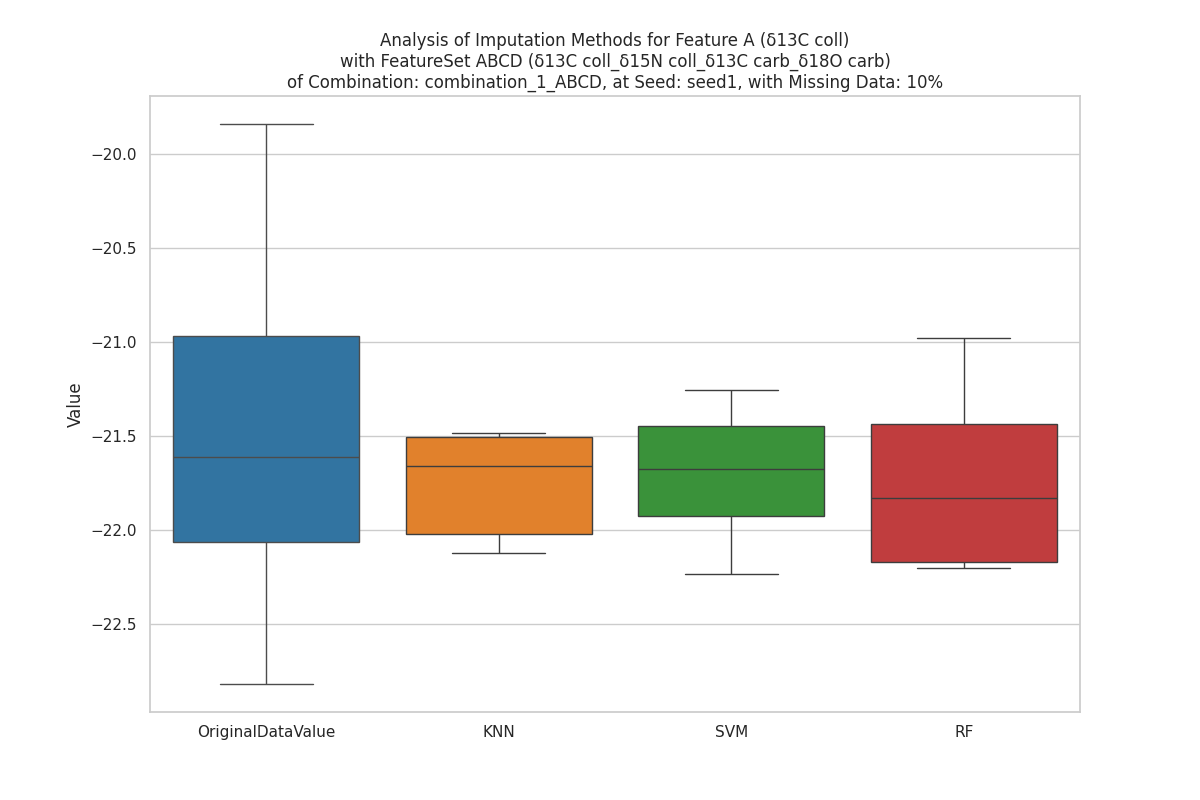 Analysis of Imputation Methods for Feature A (δ13C coll)
with FeatureSet ABCD (δ13C coll_δ15N coll_δ13C carb_δ18O carb)
of Combination: combination_1_ABCD, at Seed: seed1, with Missing Data: 10%
−20.0
−20.5
−21.0
−21.5
−22.0
−22.5
Value
OriginalDataValue
KNN
SVM
RF